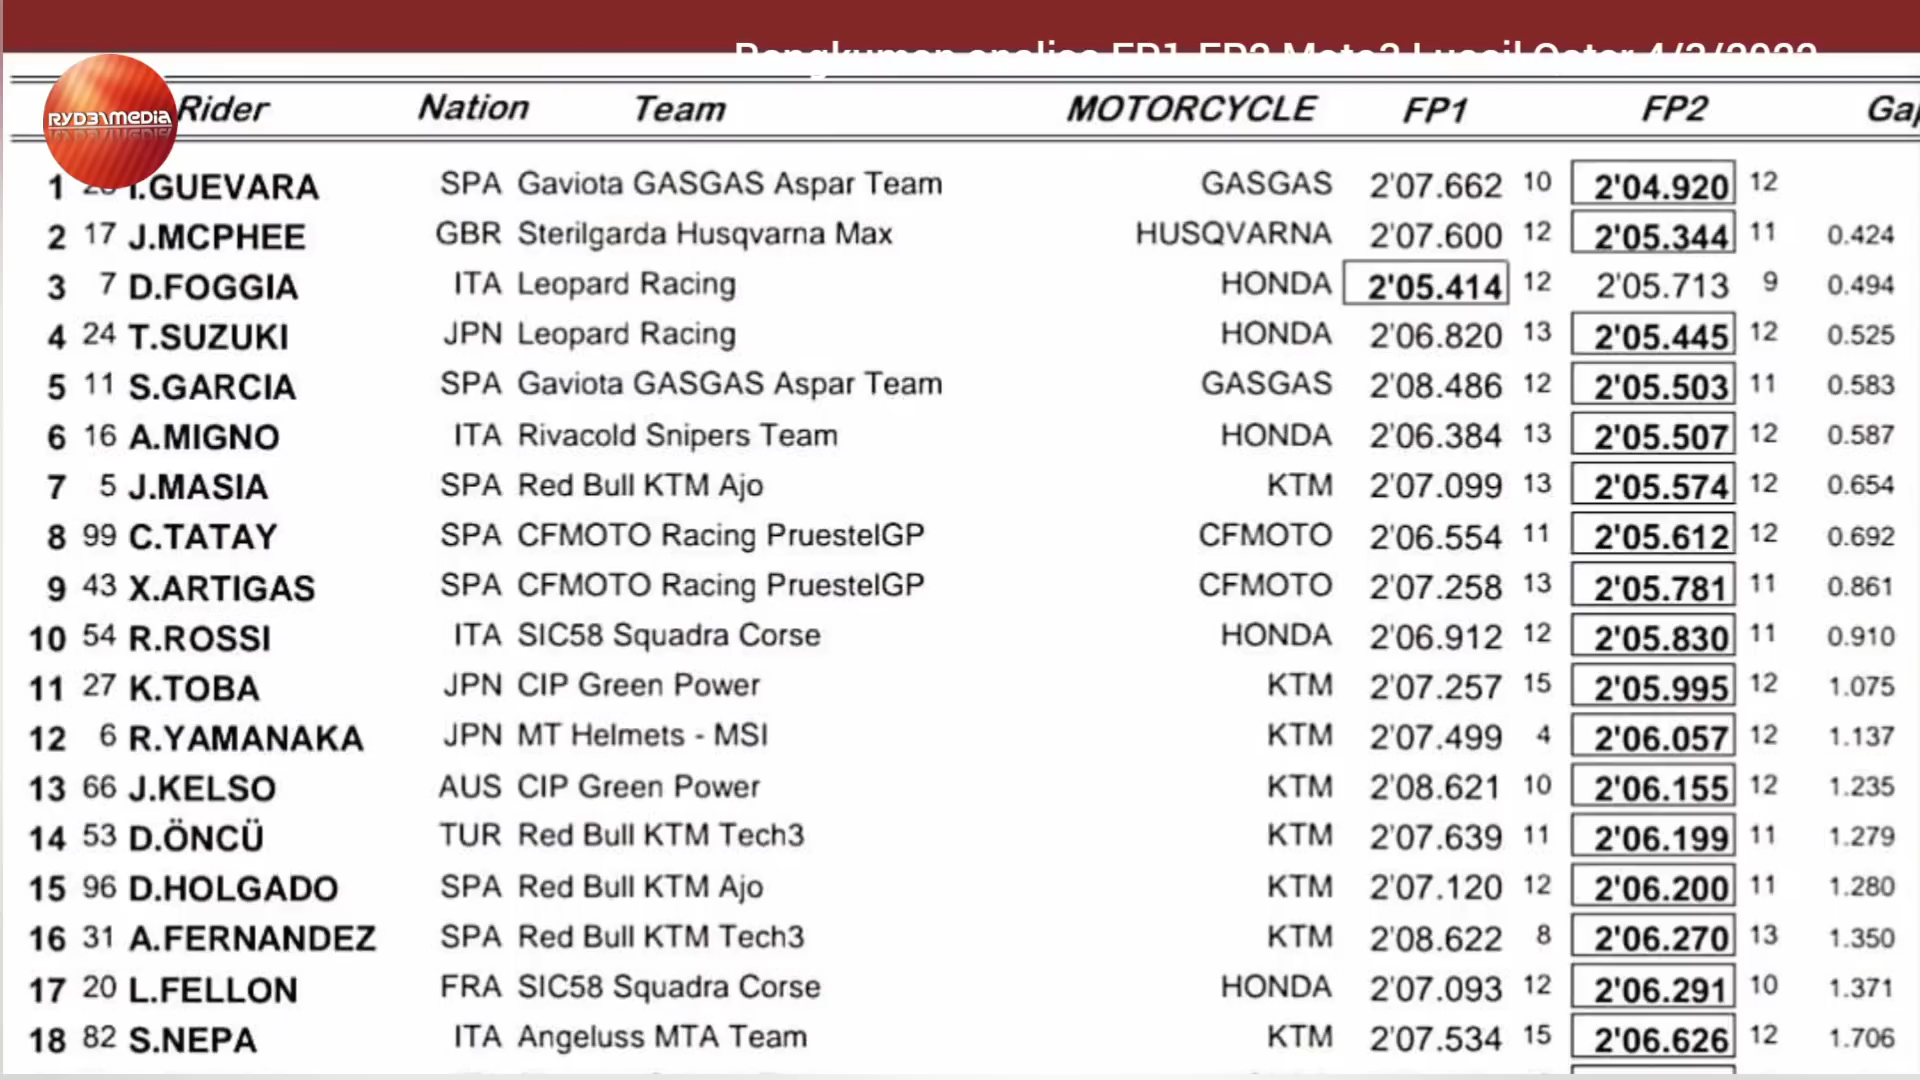 RYD3\MEDIA
Rider Nation Team MOTORCYCLE FP1 FP2
1 I.GUEVARA SPA Gaviota GASGAS Aspar Team GASGAS 2'07.662 10 2'04.920 12
2 17 J.MCPHEE GBR Sterilgarda Husqvarna Max HUSQVARNA 2'07.600 12 2'05.344 11 0.424
3 7 D.FOGGIA ITA Leopard Racing HONDA 2'05.414 12 2'05.713 9 0.494
4 24 T.SUZUKI JPN Leopard Racing HONDA 2'06.820 13 2'05.445 12 0.525
5 11 S.GARCIA SPA Gaviota GASGAS Aspar Team GASGAS 2'08.486 12 2'05.503 11 0.583
6 16 A.MIGNO ITA Rivacold Snipers Team HONDA 2'06.384 13 2'05.507 12 0.587
7 5 J.MASIA SPA Red Bull KTM Ajo KTM 2'07.099 13 2'05.574 12 0.654
8 99 C.TATAY SPA CFMOTO Racing PruestelGP CFMOTO 2'06.554 11 2'05.612 12 0.692
9 43 X.ARTIGAS SPA CFMOTO Racing PruestelGP CFMOTO 2'07.258 13 2'05.781 11 0.861
10 54 R.ROSSI ITA SIC58 Squadra Corse HONDA 2'06.912 12 2'05.830 11 0.910
11 27 K.TOBA JPN CIP Green Power KTM 2'07.257 15 2'05.995 12 1.075
12 6 R.YAMANAKA JPN MT Helmets - MSI KTM 2'07.499 4 2'06.057 12 1.137
13 66 J.KELSO AUS CIP Green Power KTM 2'08.621 10 2'06.155 12 1.235
14 53 D.ÖNCÜ TUR Red Bull KTM Tech3 KTM 2'07.639 11 2'06.199 11 1.279
15 96 D.HOLGADO SPA Red Bull KTM Ajo KTM 2'07.120 12 2'06.200 11 1.280
16 31 A.FERNANDEZ SPA Red Bull KTM Tech3 KTM 2'08.622 8 2'06.270 13 1.350
17 20 L.FELLON FRA SIC58 Squadra Corse HONDA 2'07.093 12 2'06.291 10 1.371
18 82 S.NEPA ITA Angeluss MTA Team KTM 2'07.534 15 2'06.626 12 1.706